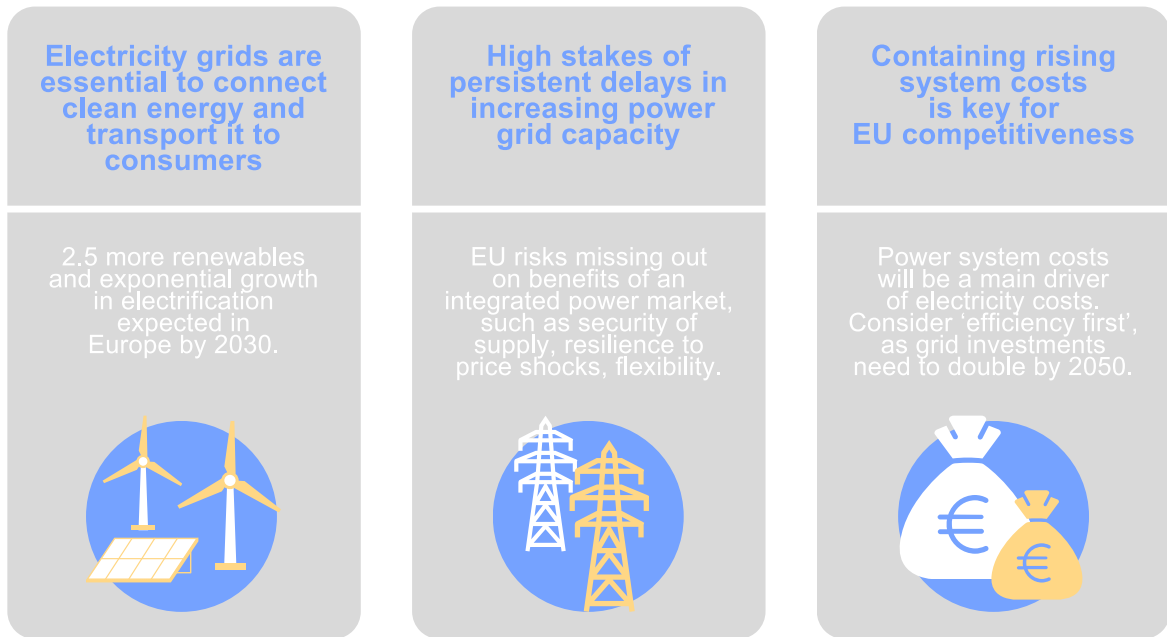 Electricity grids are
essential to connect
clean energy and
transport it to
consumers
2.5 more renewables
and exponential growth
in electrification
expected in
Europe by 2030.
High stakes of
persistent delays in
increasing power
grid capacity
EU risks missing out
on benefits of an
integrated power market,
such as security of
supply, resilience to
price shocks, flexibility.
Containing rising
system costs
is key for
EU competitiveness
Power system costs
will be a main driver
of electricity costs.
Consider ‘efficiency first’,
as grid investments
need to double by 2050.
€
€